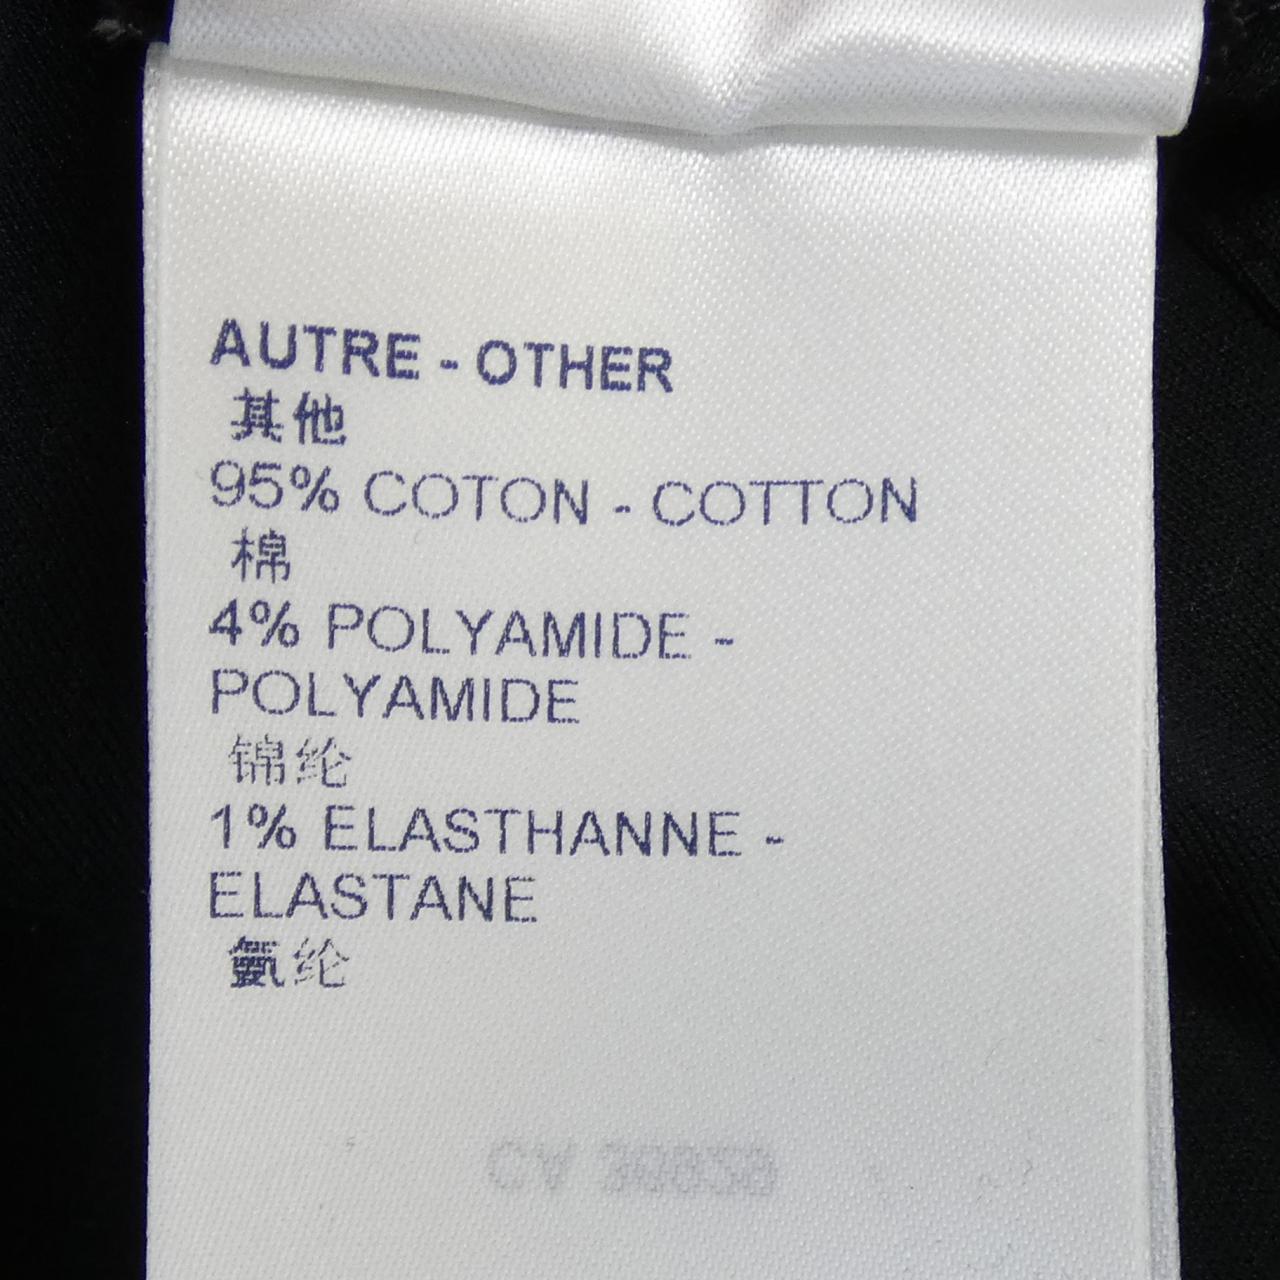 AUTRE - OTHER
其他
95% COTON - COTTON
棉
4% POLYAMIDE -
POLYAMIDE
锦纶
1% ELASTHANNE -
ELASTANE
氨纶